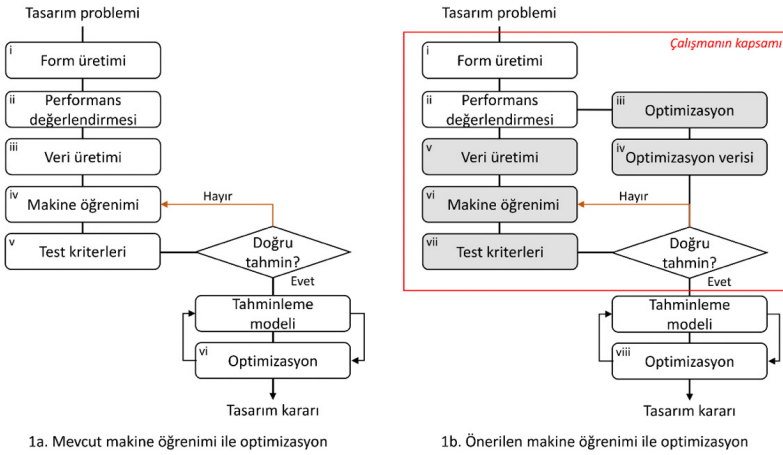 Tasarım problemi
i
Form üretimi
ii
Performans
değerlendirmesi
iii
Veri üretimi
iv
Makine öğrenimi
Hayır
v
Test kriterleri
Doğru
tahmin?
Evet
Tahminleme
modeli
vi
Optimizasyon
Tasarım kararı
1a. Mevcut makine öğrenimi ile optimizasyon
Tasarım problemi
Çalışmanın kapsamı
i
Form üretimi
ii
Performans
değerlendirmesi
iii
Optimizasyon
iv
Optimizasyon verisi
v
Veri üretimi
vi
Makine öğrenimi
Hayır
vii
Test kriterleri
Doğru
tahmin?
Evet
Tahminleme
modeli
viii
Optimizasyon
Tasarım kararı
1b. Önerilen makine öğrenimi ile optimizasyon